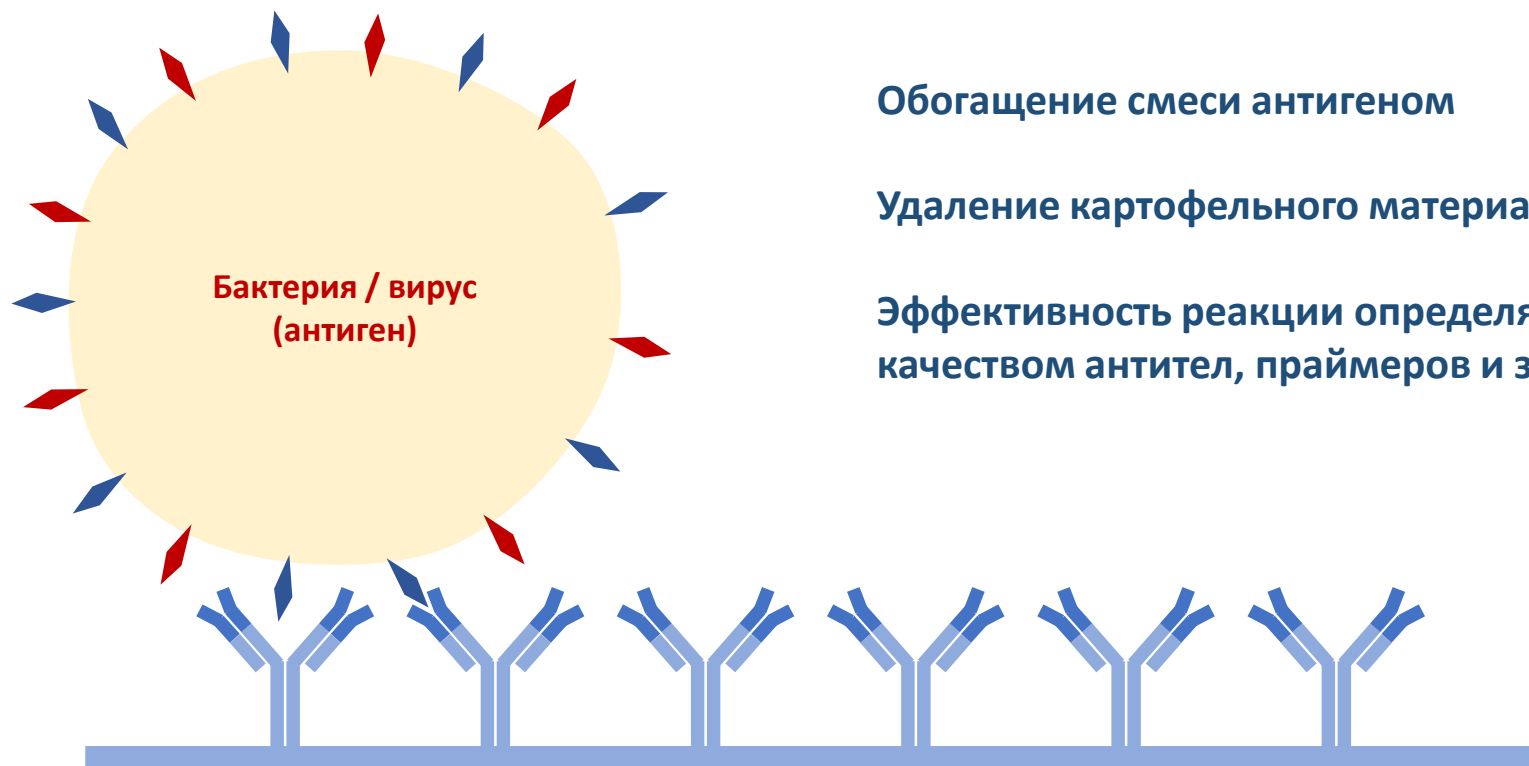 Обогащение смеси антигеном
Удаление картофельного материа
Эффективность реакции определя
качеством антител, праймеров и з
Бактерия / вирус
(антиген)